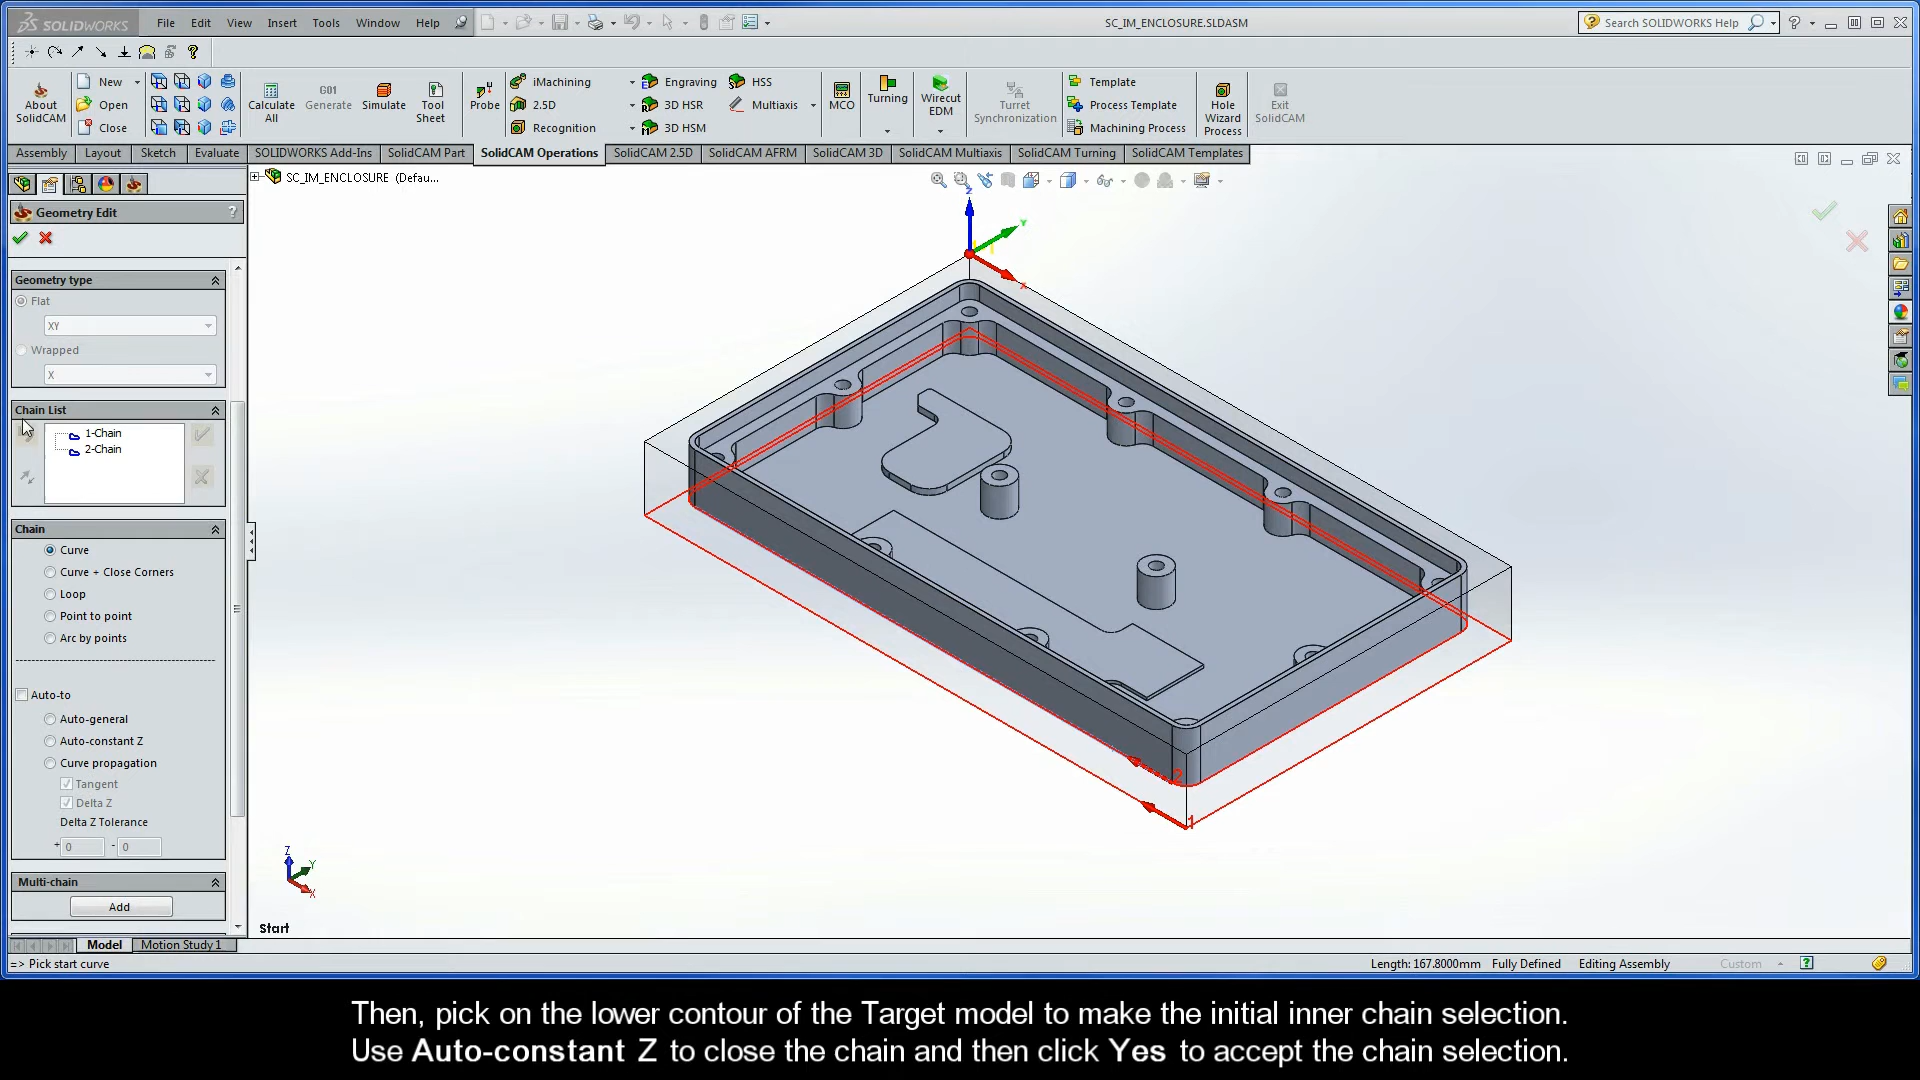 SOLIDWORKS File Edit View Insert Tools Window Help SC_IM_ENCLOSURE.SLDASM Search SOLIDWORKS Help
About SolidCAM New Open Close Calculate All G01 Generate Simulate Tool Sheet Probe iMachining 2.5D Recognition Engraving 3D HSR 3D HSM HSS Multiaxis MCO Turning Wirecut EDM Turret Synchronization Template Process Template Machining Process Hole Wizard Process Exit SolidCAM
Assembly Layout Sketch Evaluate SOLIDWORKS Add-Ins SolidCAM Part SolidCAM Operations SolidCAM 2.5D SolidCAM AFRM SolidCAM 3D SolidCAM Multiaxis SolidCAM Turning SolidCAM Templates
SC_IM_ENCLOSURE (Defau...
Geometry Edit ?
Geometry type
Flat
XY
Wrapped
X
Chain List
1-Chain
2-Chain
Chain
Curve
Curve + Close Corners
Loop
Point to point
Arc by points
Auto-to
Auto-general
Auto-constant Z
Curve propagation
Tangent
Delta Z
Delta Z Tolerance
+ 0 - 0
Multi-chain
Add
Z
Y
X
2
1
Z
Y
X
Start
Model Motion Study 1
=> Pick start curve Length: 167.8000mm Fully Defined Editing Assembly Custom
Then, pick on the lower contour of the Target model to make the initial inner chain selection.
Use Auto-constant Z to close the chain and then click Yes to accept the chain selection.